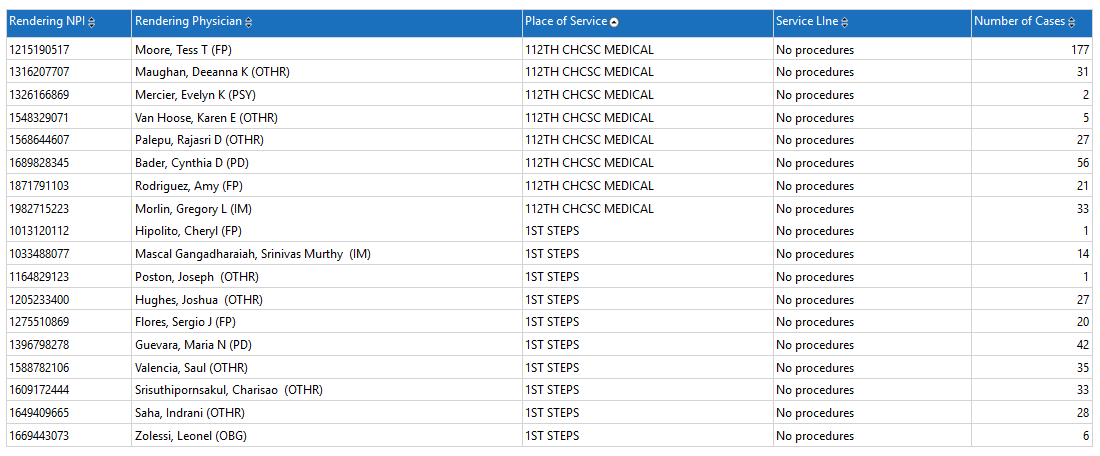 Rendering NPI Rendering Physician Place of Service Service LIne Number of Cases
1215190517 Moore, Tess T (FP) 112TH CHCSC MEDICAL No procedures 177
1316207707 Maughan, Deeanna K (OTHR) 112TH CHCSC MEDICAL No procedures 31
1326166869 Mercier, Evelyn K (PSY) 112TH CHCSC MEDICAL No procedures 2
1548329071 Van Hoose, Karen E (OTHR) 112TH CHCSC MEDICAL No procedures 5
1568644607 Palepu, Rajasri D (OTHR) 112TH CHCSC MEDICAL No procedures 27
1689828345 Bader, Cynthia D (PD) 112TH CHCSC MEDICAL No procedures 56
1871791103 Rodriguez, Amy (FP) 112TH CHCSC MEDICAL No procedures 21
1982715223 Morlin, Gregory L (IM) 112TH CHCSC MEDICAL No procedures 33
1013120112 Hipolito, Cheryl (FP) 1ST STEPS No procedures 1
1033488077 Mascal Gangadharaiah, Srinivas Murthy (IM) 1ST STEPS No procedures 14
1164829123 Poston, Joseph (OTHR) 1ST STEPS No procedures 1
1205233400 Hughes, Joshua (OTHR) 1ST STEPS No procedures 27
1275510869 Flores, Sergio J (FP) 1ST STEPS No procedures 20
1396798278 Guevara, Maria N (PD) 1ST STEPS No procedures 42
1588782106 Valencia, Saul (OTHR) 1ST STEPS No procedures 35
1609172444 Srisuthipornsakul, Charisao (OTHR) 1ST STEPS No procedures 33
1649409665 Saha, Indrani (OTHR) 1ST STEPS No procedures 28
1669443073 Zolessi, Leonel (OBG) 1ST STEPS No procedures 6